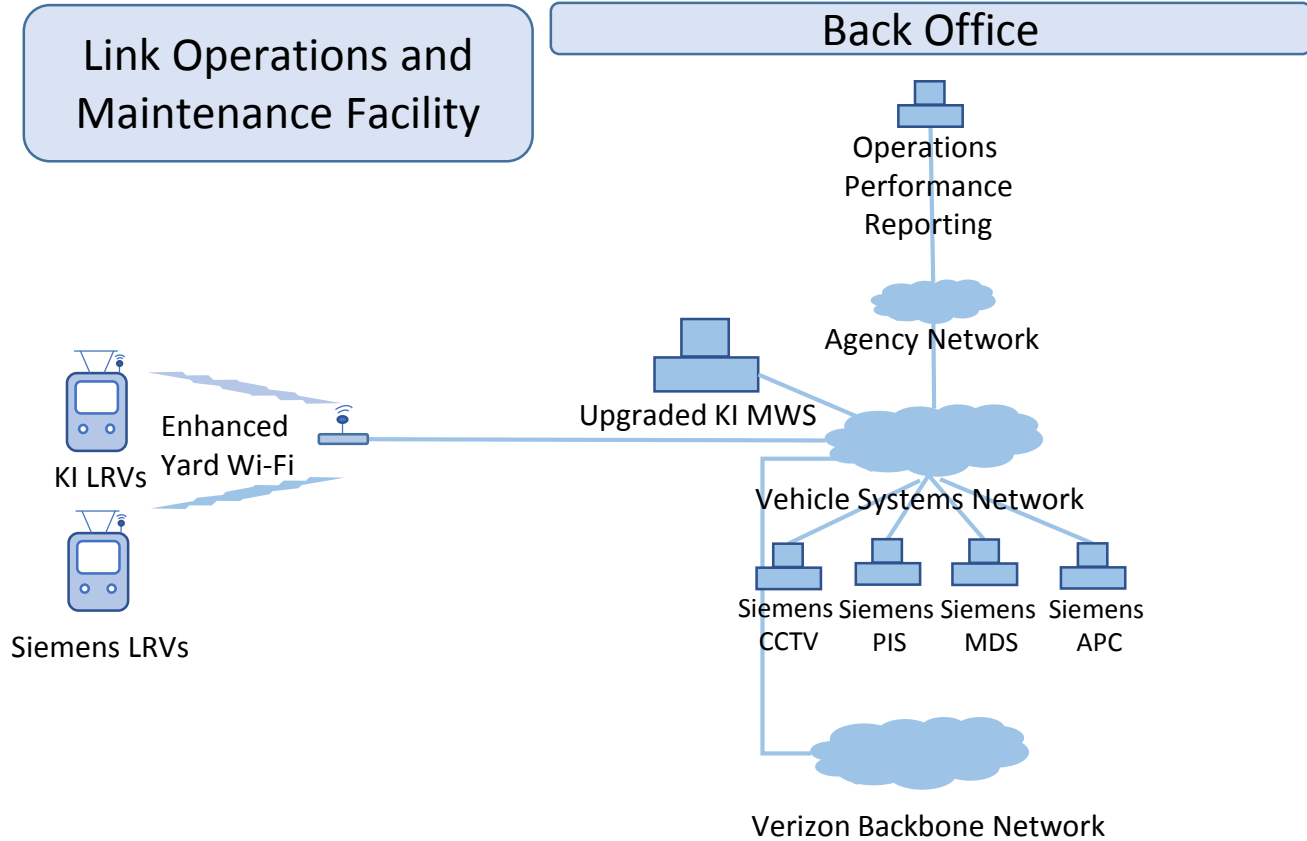 Link Operations and
Maintenance Facility
Back Office
Operations
Performance
Reporting
Agency Network
Upgraded KI MWS
Enhanced
Yard Wi-Fi
KI LRVs
Siemens LRVs
Vehicle Systems Network
Siemens
CCTV
Siemens
PIS
Siemens
MDS
Siemens
APC
Verizon Backbone Network